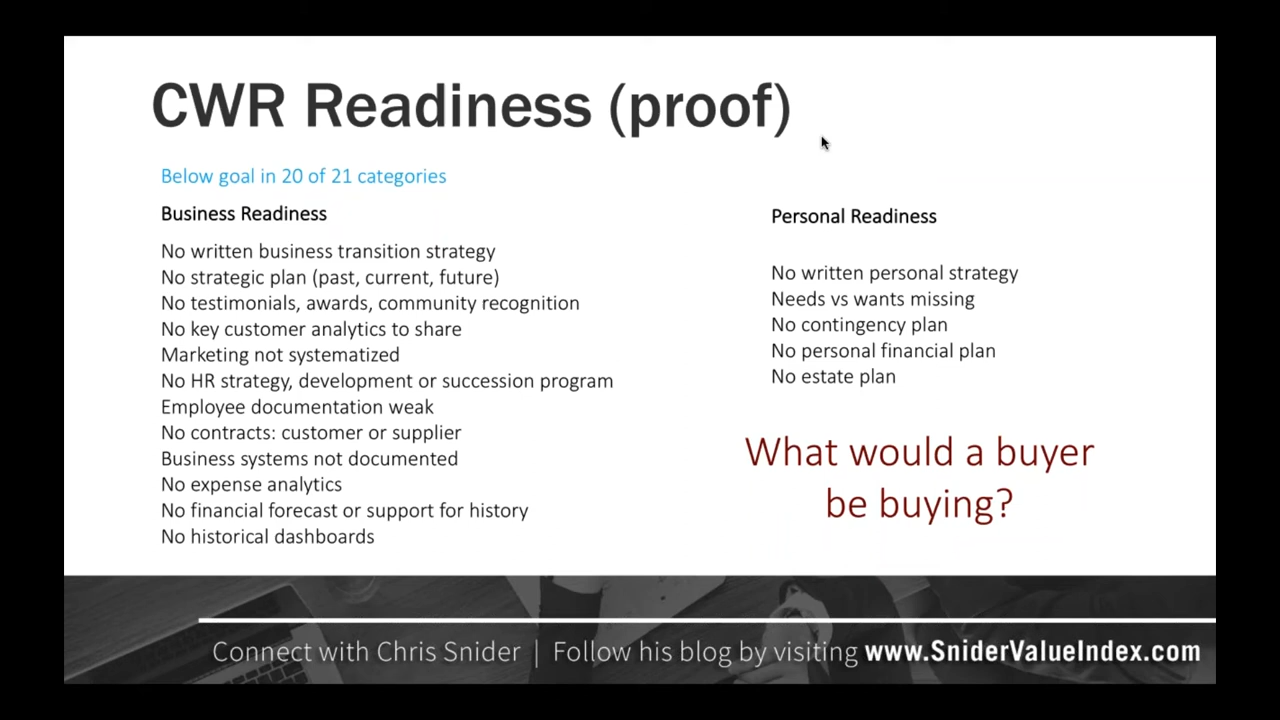 CWR Readiness (proof)
Below goal in 20 of 21 categories
Business Readiness
No written business transition strategy
No strategic plan (past, current, future)
No testimonials, awards, community recognition
No key customer analytics to share
Marketing not systematized
No HR strategy, development or succession program
Employee documentation weak
No contracts: customer or supplier
Business systems not documented
No expense analytics
No financial forecast or support for history
No historical dashboards
Personal Readiness
No written personal strategy
Needs vs wants missing
No contingency plan
No personal financial plan
No estate plan
What would a buyer
be buying?
Connect with Chris Snider | Follow his blog by visiting www.SniderValueIndex.com